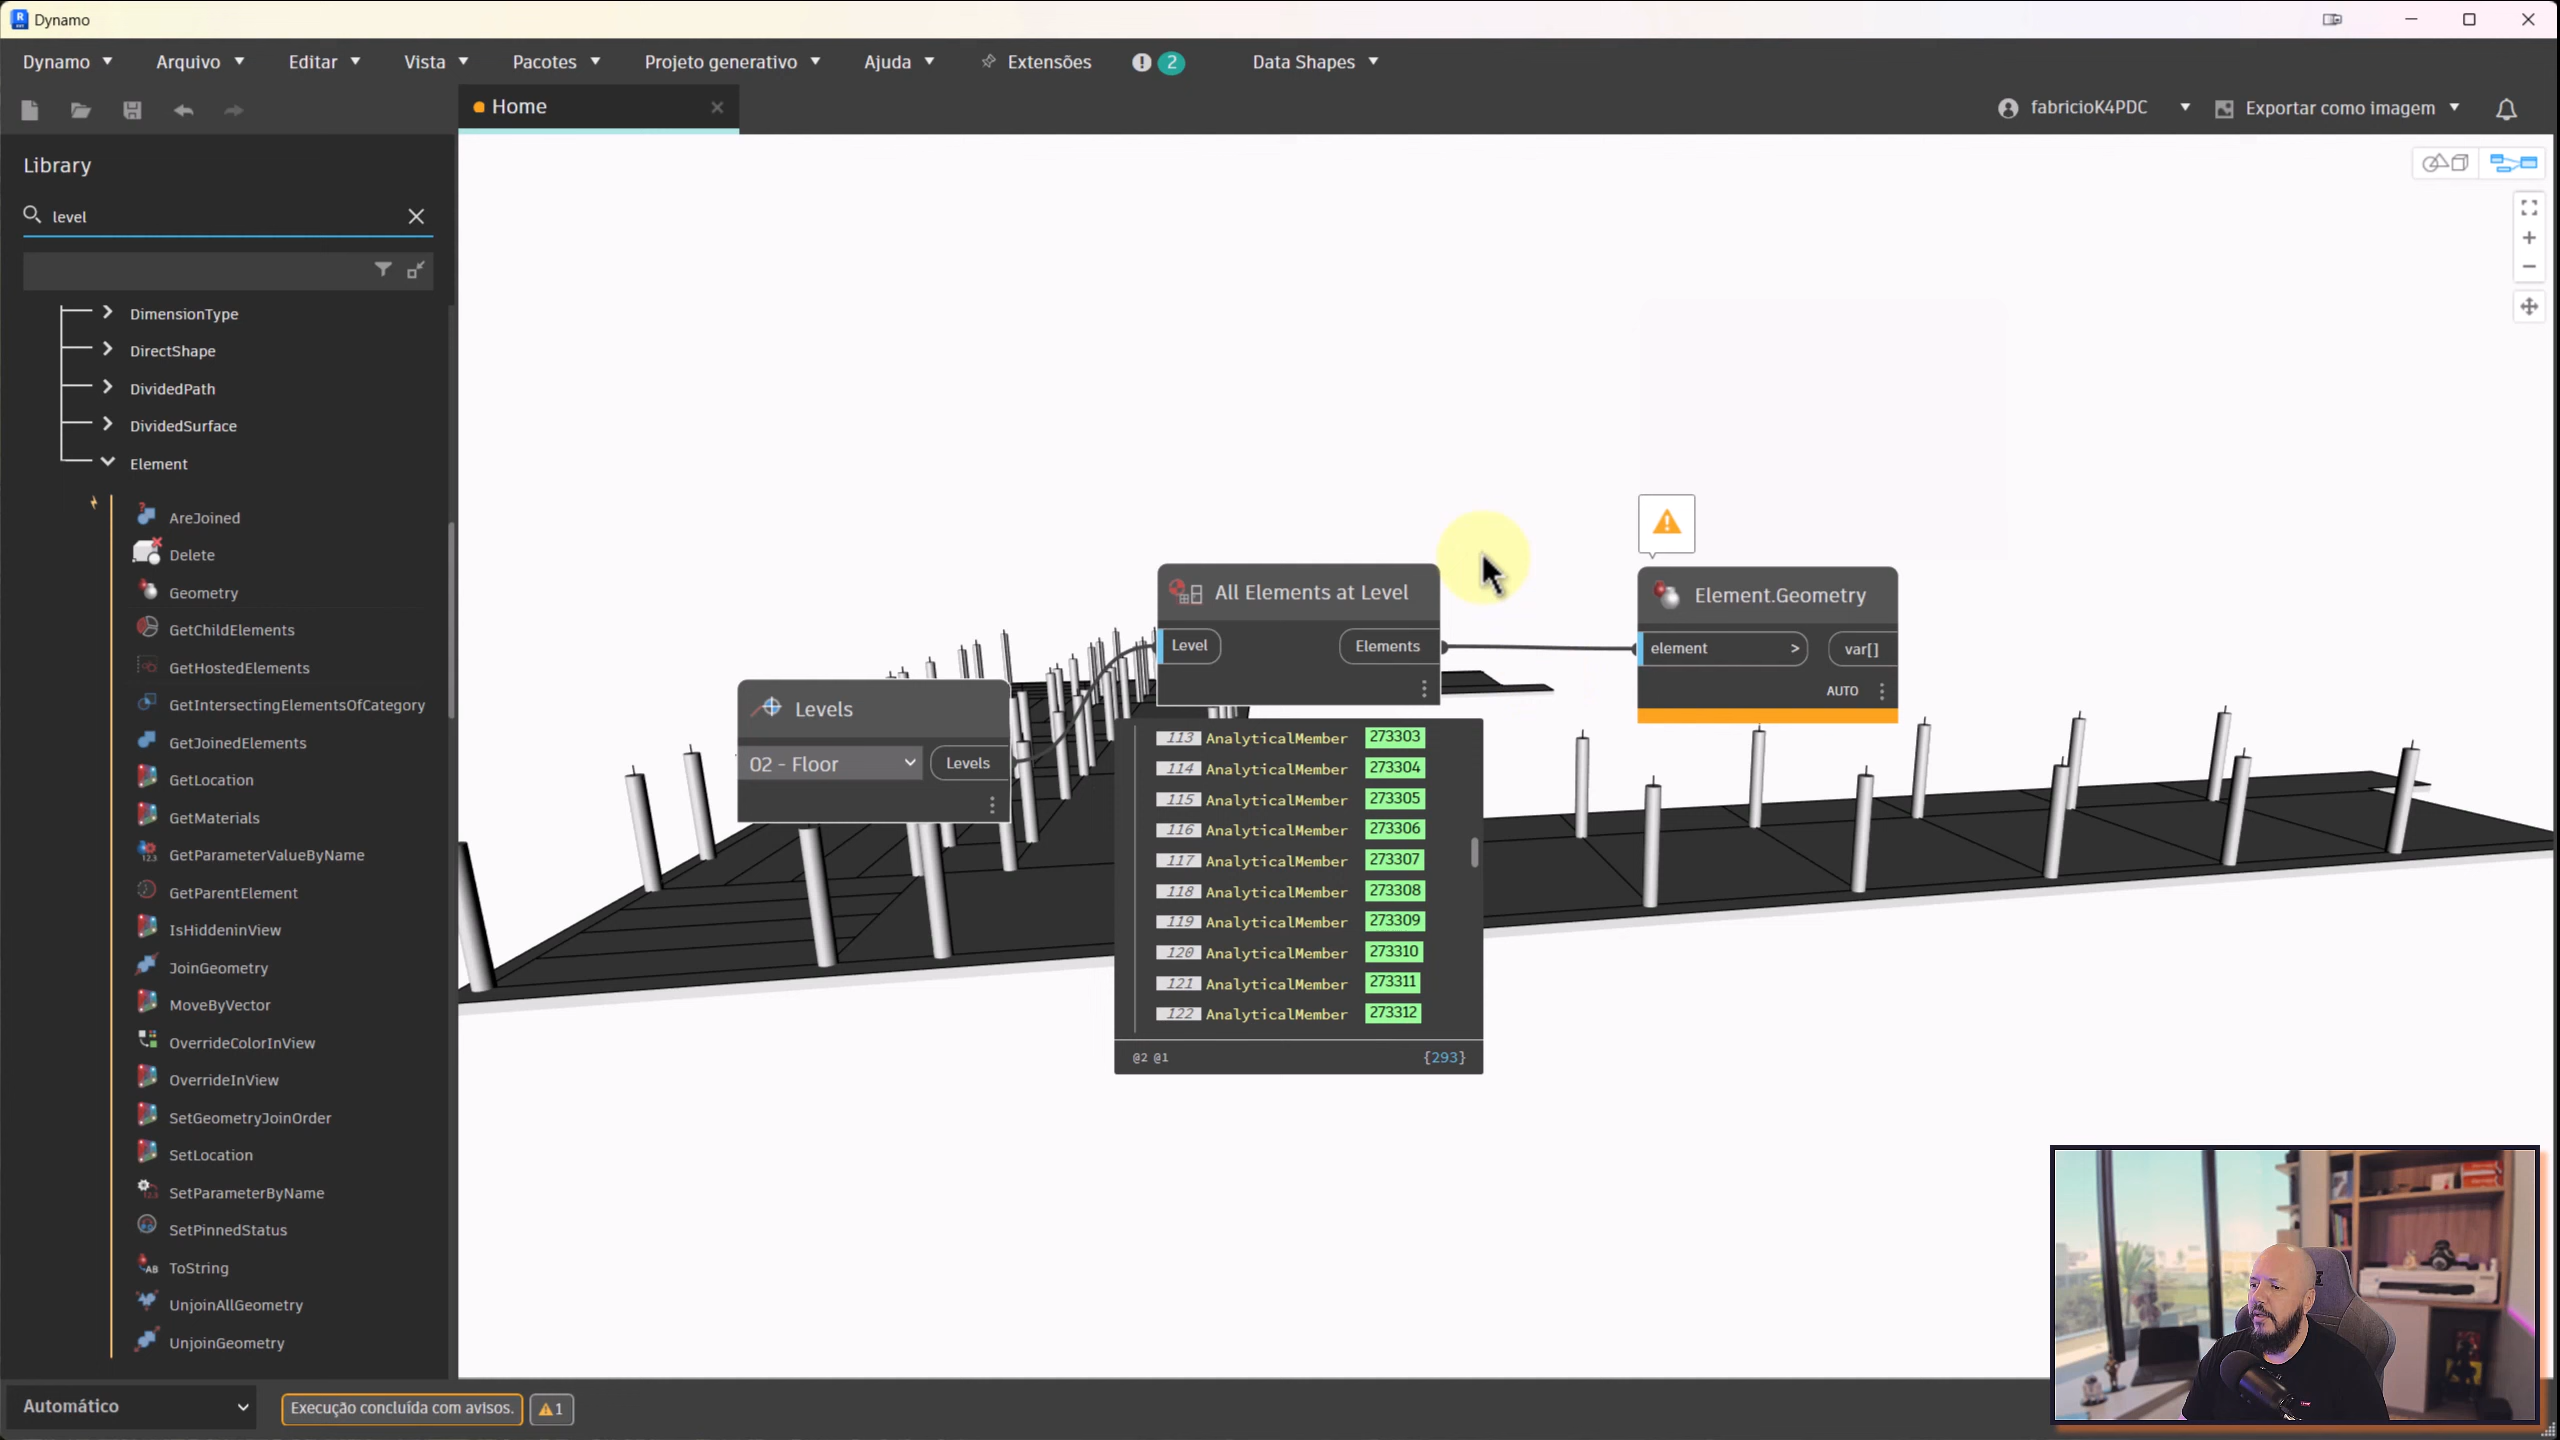 Dynamo
Dynamo Arquivo Editar Vista Pacotes Projeto generativo Ajuda Extensões 2 Data Shapes
Home
fabricioK4PDC Exportar como imagem
Library
level
DimensionType
DirectShape
DividedPath
DividedSurface
Element
AreJoined
Delete
Geometry
GetChildElements
GetHostedElements
GetIntersectingElementsOfCategory
GetJoinedElements
GetLocation
GetMaterials
GetParameterValueByName
GetParentElement
IsHiddeninView
JoinGeometry
MoveByVector
OverrideColorInView
OverrideInView
SetGeometryJoinOrder
SetLocation
SetParameterByName
SetPinnedStatus
ToString
UnjoinAllGeometry
UnjoinGeometry
Levels
02 - Floor Levels
All Elements at Level
Level Elements
113 AnalyticalMember 273303
114 AnalyticalMember 273304
115 AnalyticalMember 273305
116 AnalyticalMember 273306
117 AnalyticalMember 273307
118 AnalyticalMember 273308
119 AnalyticalMember 273309
120 AnalyticalMember 273310
121 AnalyticalMember 273311
122 AnalyticalMember 273312
@2 @1 {293}
Element.Geometry
element > var[]
AUTO
Automático
Execução concluída com avisos. 1